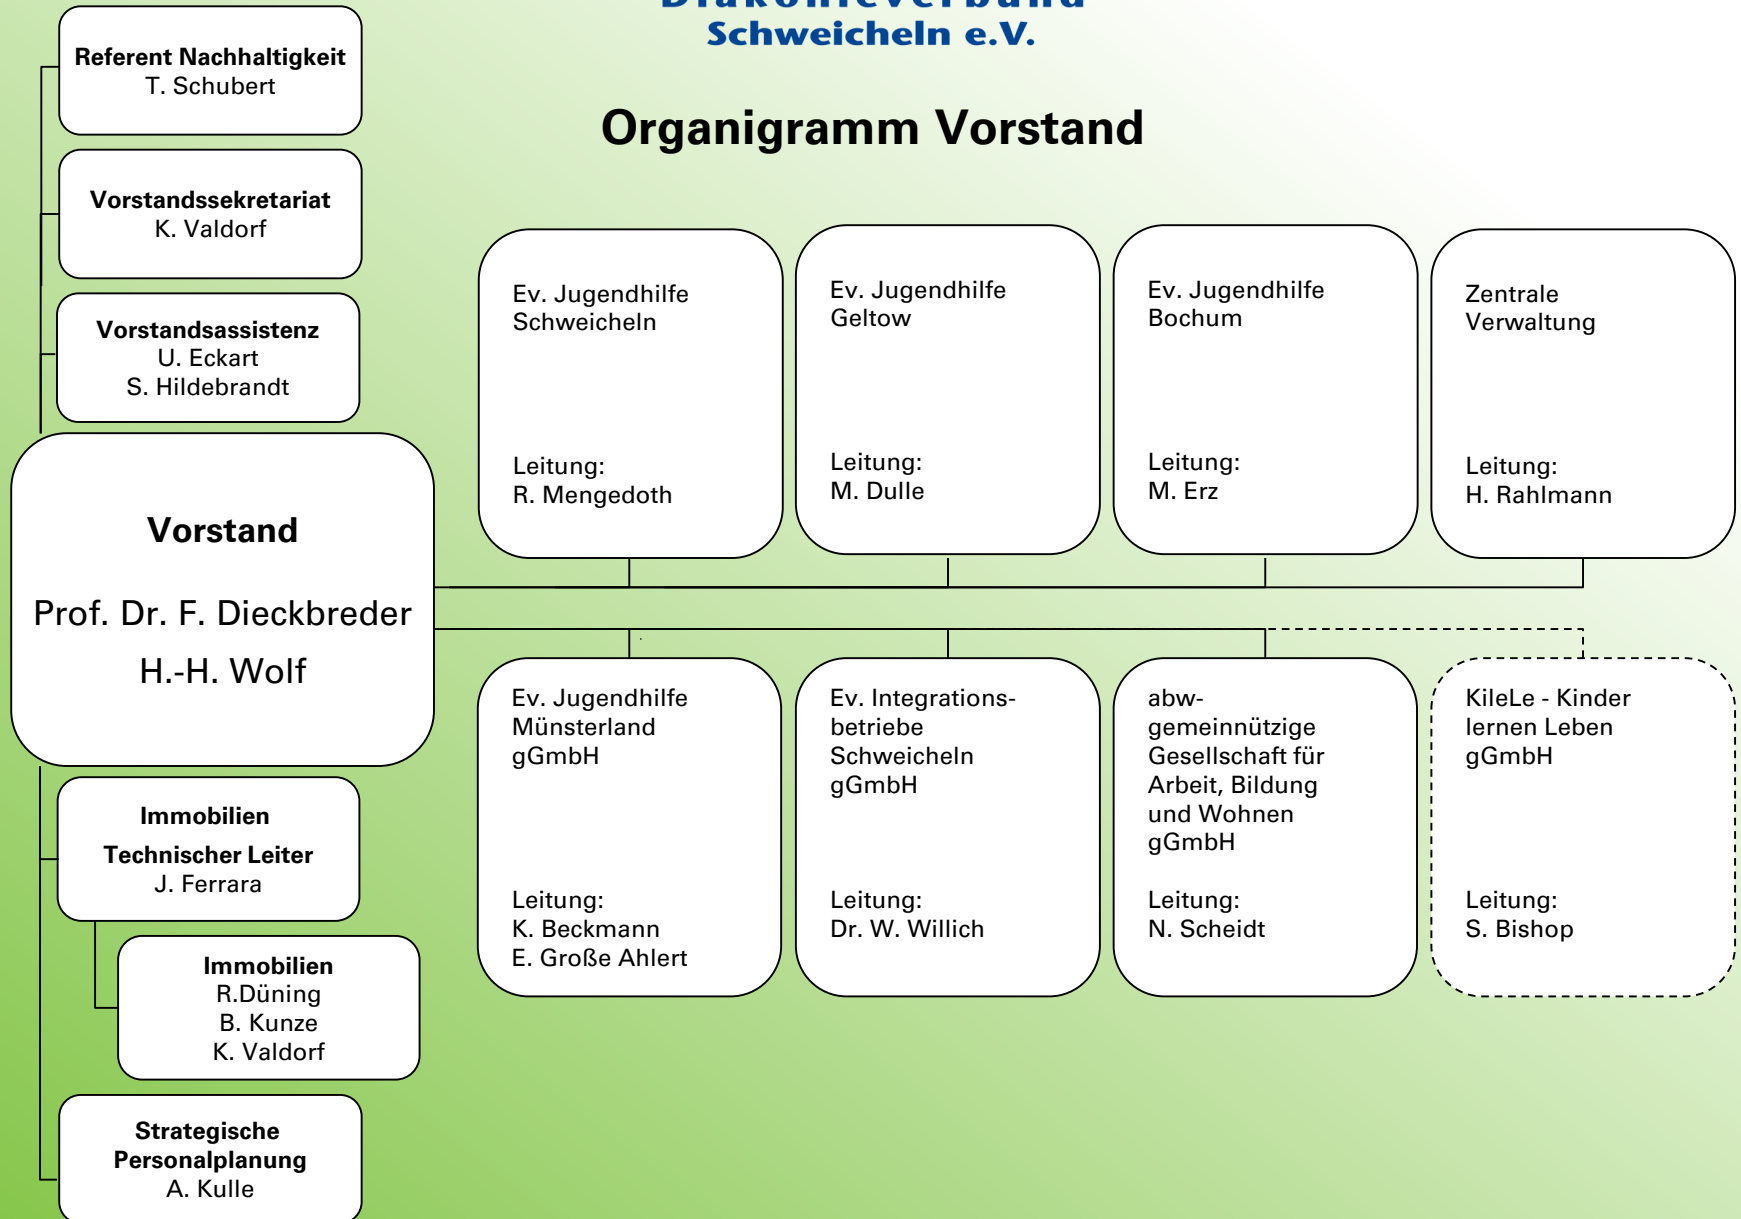 Diakonieverbund
Schweicheln e.V.
Organigramm Vorstand
Referent Nachhaltigkeit
T. Schubert
Vorstandssekretariat
K. Valdorf
Vorstandsassistenz
U. Eckart
S. Hildebrandt
Vorstand
Prof. Dr. F. Dieckbreder
H.-H. Wolf
Immobilien
Technischer Leiter
J. Ferrara
Immobilien
R.Düning
B. Kunze
K. Valdorf
Strategische
Personalplanung
A. Kulle
Ev. Jugendhilfe
Schweicheln
Leitung:
R. Mengedoth
Ev. Jugendhilfe
Geltow
Leitung:
M. Dulle
Ev. Jugendhilfe
Bochum
Leitung:
M. Erz
Zentrale
Verwaltung
Leitung:
H. Rahlmann
Ev. Jugendhilfe
Münsterland
gGmbH
Leitung:
K. Beckmann
E. Große Ahlert
Ev. Integrations-
betriebe
Schweicheln
gGmbH
Leitung:
Dr. W. Willich
abw-
gemeinnützige
Gesellschaft für
Arbeit, Bildung
und Wohnen
gGmbH
Leitung:
N. Scheidt
KileLe - Kinder
lernen Leben
gGmbH
Leitung:
S. Bishop